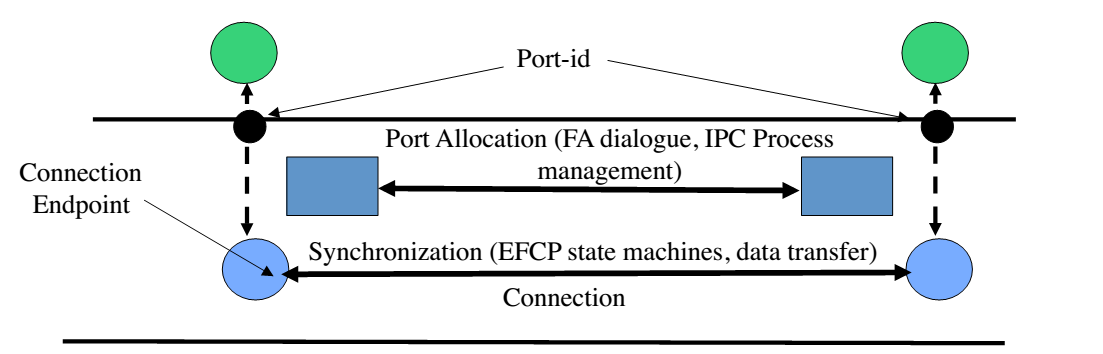 Port-id
Port Allocation (FA dialogue, IPC Process
management)
Connection
Endpoint
Synchronization (EFCP state machines, data transfer)
Connection